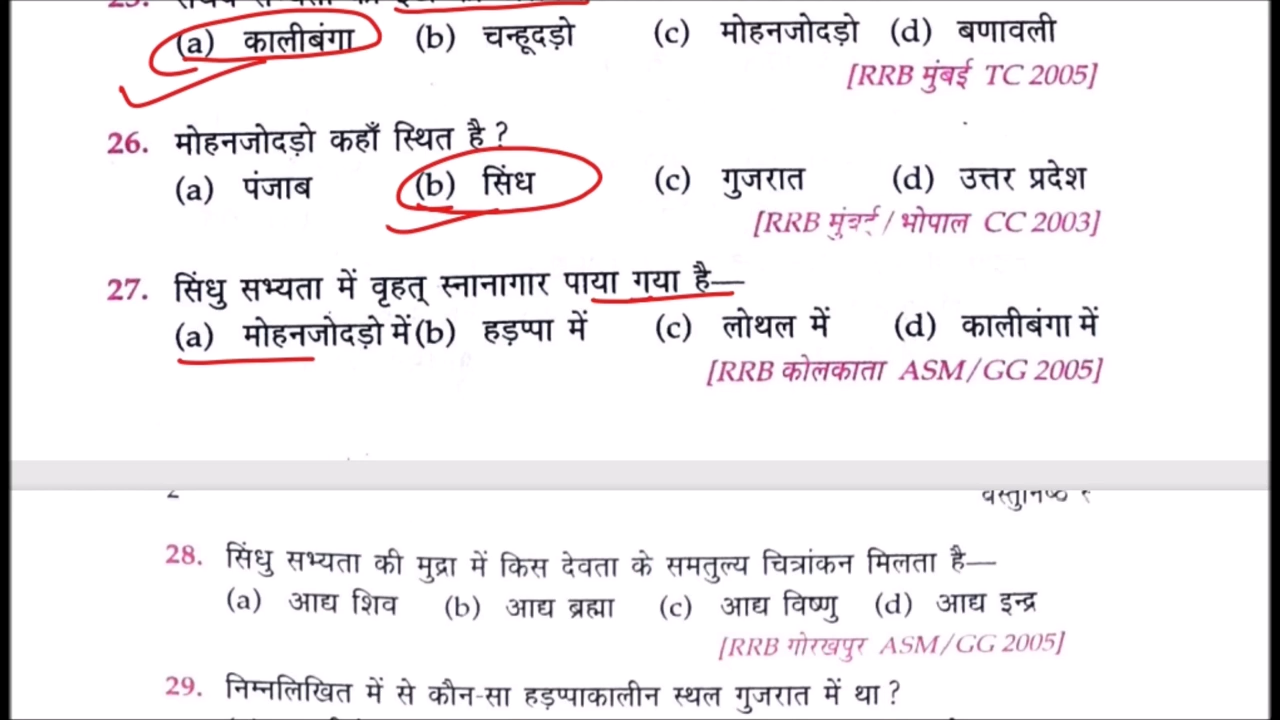 25.
(a) कालीबंगा (b) चन्हूदड़ो (c) मोहनजोदड़ो (d) बणावली
[RRB मुंबई TC 2005]
26. मोहनजोदड़ो कहाँ स्थित है ?
(a) पंजाब (b) सिंध (c) गुजरात (d) उत्तर प्रदेश
[RRB मुंबई / भोपाल CC 2003]
27. सिंधु सभ्यता में वृहत् स्नानागार पाया गया है—
(a) मोहनजोदड़ो में (b) हड़प्पा में (c) लोथल में (d) कालीबंगा में
[RRB कोलकाता ASM/GG 2005]
28. सिंधु सभ्यता की मुद्रा में किस देवता के समतुल्य चित्रांकन मिलता है—
(a) आद्य शिव (b) आद्य ब्रह्मा (c) आद्य विष्णु (d) आद्य इन्द्र
[RRB गोरखपुर ASM/GG 2005]
29. निम्नलिखित में से कौन-सा हड़प्पाकालीन स्थल गुजरात में था ?